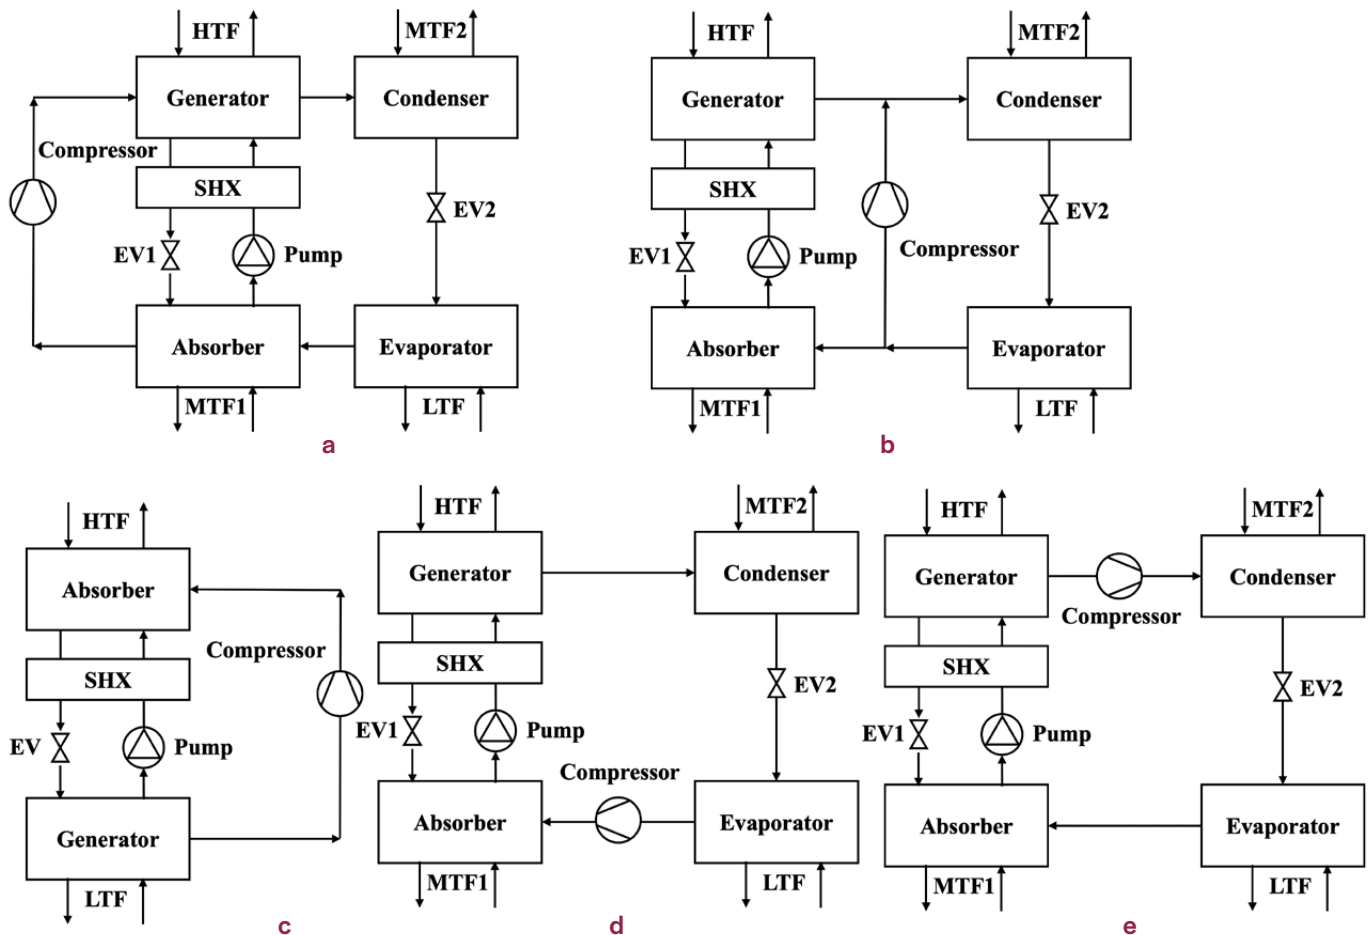 HTF
MTF2
Generator
Condenser
Compressor
SHX
EV2
EV1
Pump
Absorber
Evaporator
MTF1
LTF
a
HTF
MTF2
Generator
Condenser
SHX
EV2
EV1
Pump
Compressor
Absorber
Evaporator
MTF1
LTF
b
HTF
Absorber
Compressor
SHX
EV
Pump
Generator
LTF
c
HTF
MTF2
Generator
Condenser
SHX
EV2
EV1
Pump
Compressor
Absorber
Evaporator
MTF1
LTF
d
HTF
MTF2
Generator
Condenser
Compressor
SHX
EV2
EV1
Pump
Absorber
Evaporator
MTF1
LTF
e